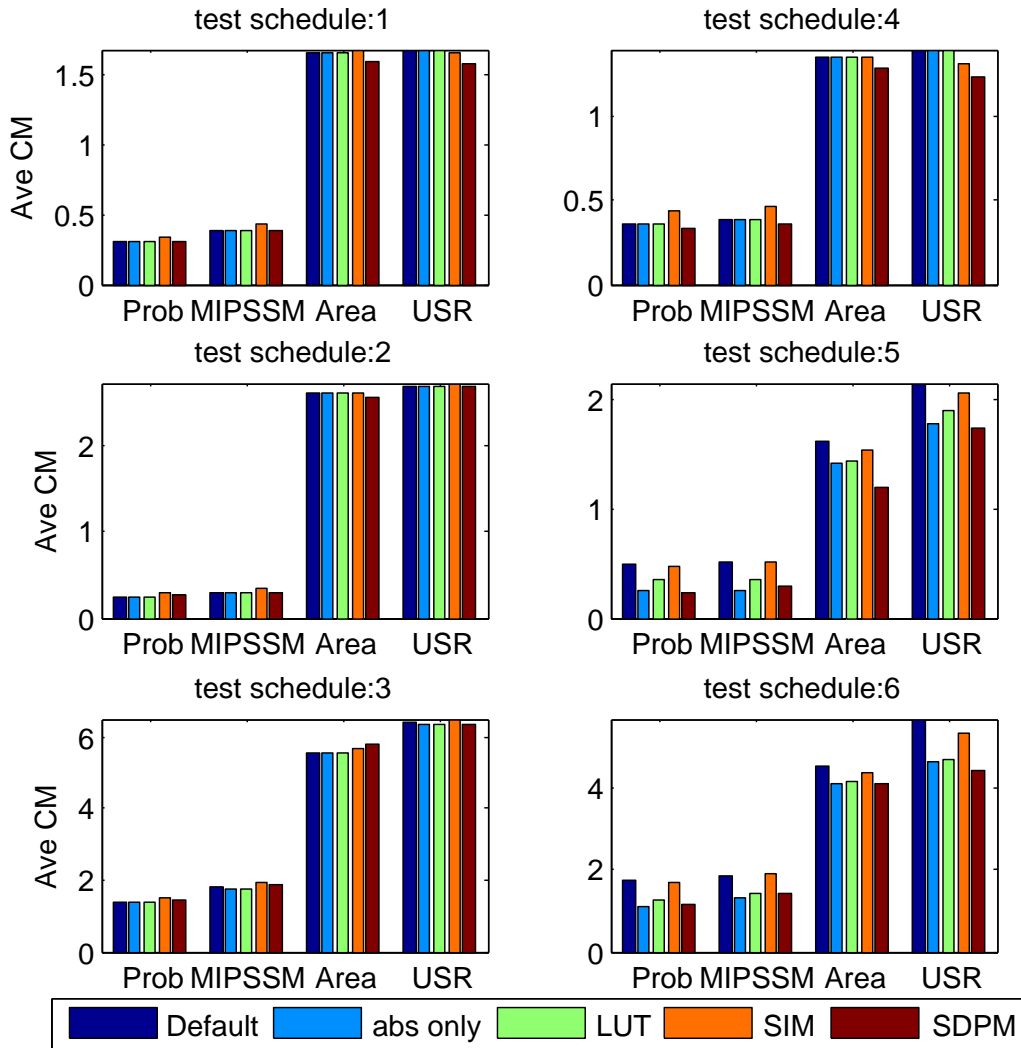 test schedule:1
1.5
1
0.5
0
Ave CM
Prob MIPSSM Area USR
test schedule:4
1
0.5
0
Prob MIPSSM Area USR
test schedule:2
2
1
0
Ave CM
Prob MIPSSM Area USR
test schedule:5
2
1
0
Prob MIPSSM Area USR
test schedule:3
6
4
2
0
Ave CM
Prob MIPSSM Area USR
test schedule:6
4
2
0
Prob MIPSSM Area USR
Default abs only LUT SIM SDPM